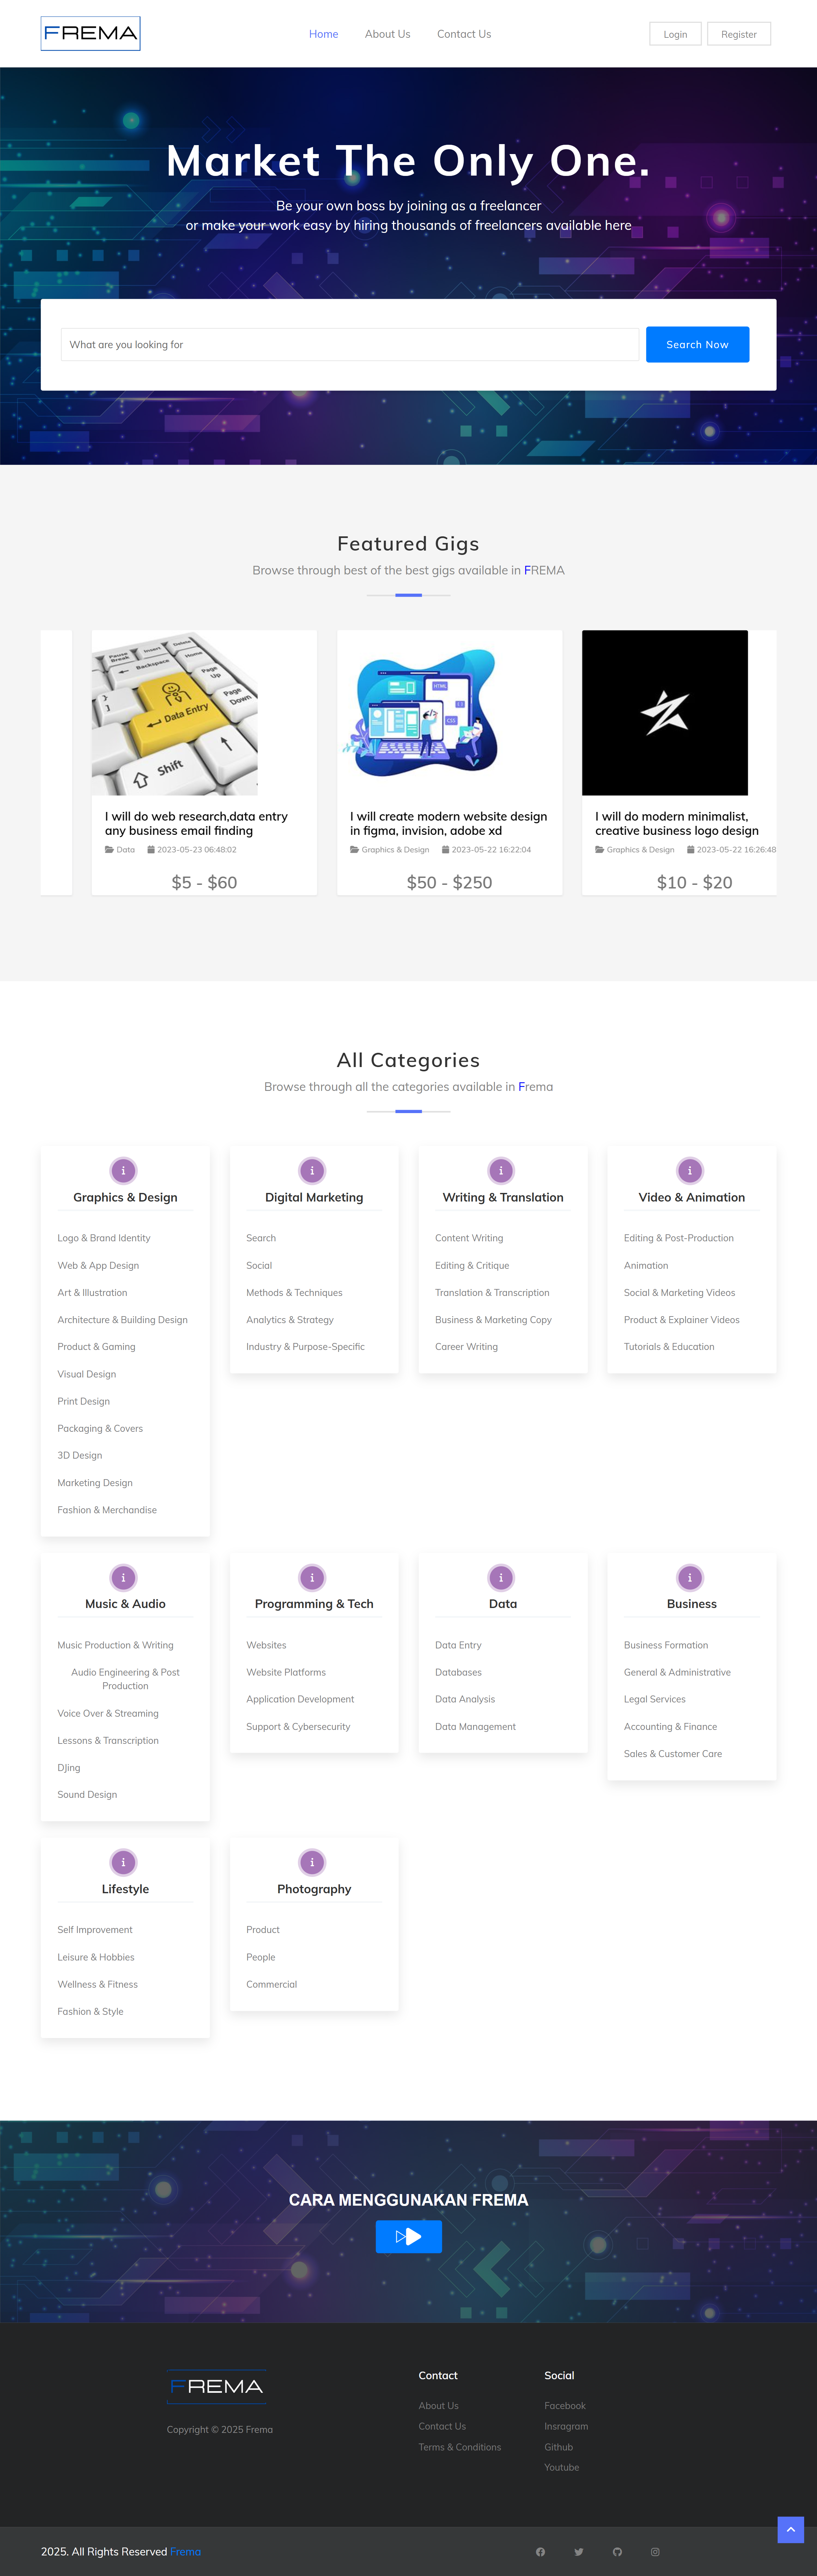 FREMA
Home
About Us
Contact Us
Login
Register
Market The Only One.
Be your own boss by joining as a freelancer
or make your work easy by hiring thousands of freelancers available here
What are you looking for
Search Now
Featured Gigs
Browse through best of the best gigs available in FREMA
Pause
Break
Insert
Delete
Backspace
Page
Up
Page
Down
Data Entry
Shift
I will do web research,data entry
any business email finding
Data
2023-05-23 06:48:02
$5 - $60
HTML
CSS
I will create modern website design
in figma, invision, adobe xd
Graphics & Design
2023-05-22 16:22:04
$50 - $250
I will do modern minimalist,
creative business logo design
Graphics & Design
2023-05-22 16:26:48
$10 - $20
All Categories
Browse through all the categories available in Frema
Graphics & Design
Logo & Brand Identity
Web & App Design
Art & Illustration
Architecture & Building Design
Product & Gaming
Visual Design
Print Design
Packaging & Covers
3D Design
Marketing Design
Fashion & Merchandise
Digital Marketing
Search
Social
Methods & Techniques
Analytics & Strategy
Industry & Purpose-Specific
Writing & Translation
Content Writing
Editing & Critique
Translation & Transcription
Business & Marketing Copy
Career Writing
Video & Animation
Editing & Post-Production
Animation
Social & Marketing Videos
Product & Explainer Videos
Tutorials & Education
Music & Audio
Music Production & Writing
Audio Engineering & Post
Production
Voice Over & Streaming
Lessons & Transcription
DJing
Sound Design
Programming & Tech
Websites
Website Platforms
Application Development
Support & Cybersecurity
Data
Data Entry
Databases
Data Analysis
Data Management
Business
Business Formation
General & Administrative
Legal Services
Accounting & Finance
Sales & Customer Care
Lifestyle
Self Improvement
Leisure & Hobbies
Wellness & Fitness
Fashion & Style
Photography
Product
People
Commercial
CARA MENGGUNAKAN FREMA
FREMA
Copyright © 2025 Frema
Contact
About Us
Contact Us
Terms & Conditions
Social
Facebook
Insragram
Github
Youtube
2025. All Rights Reserved Frema